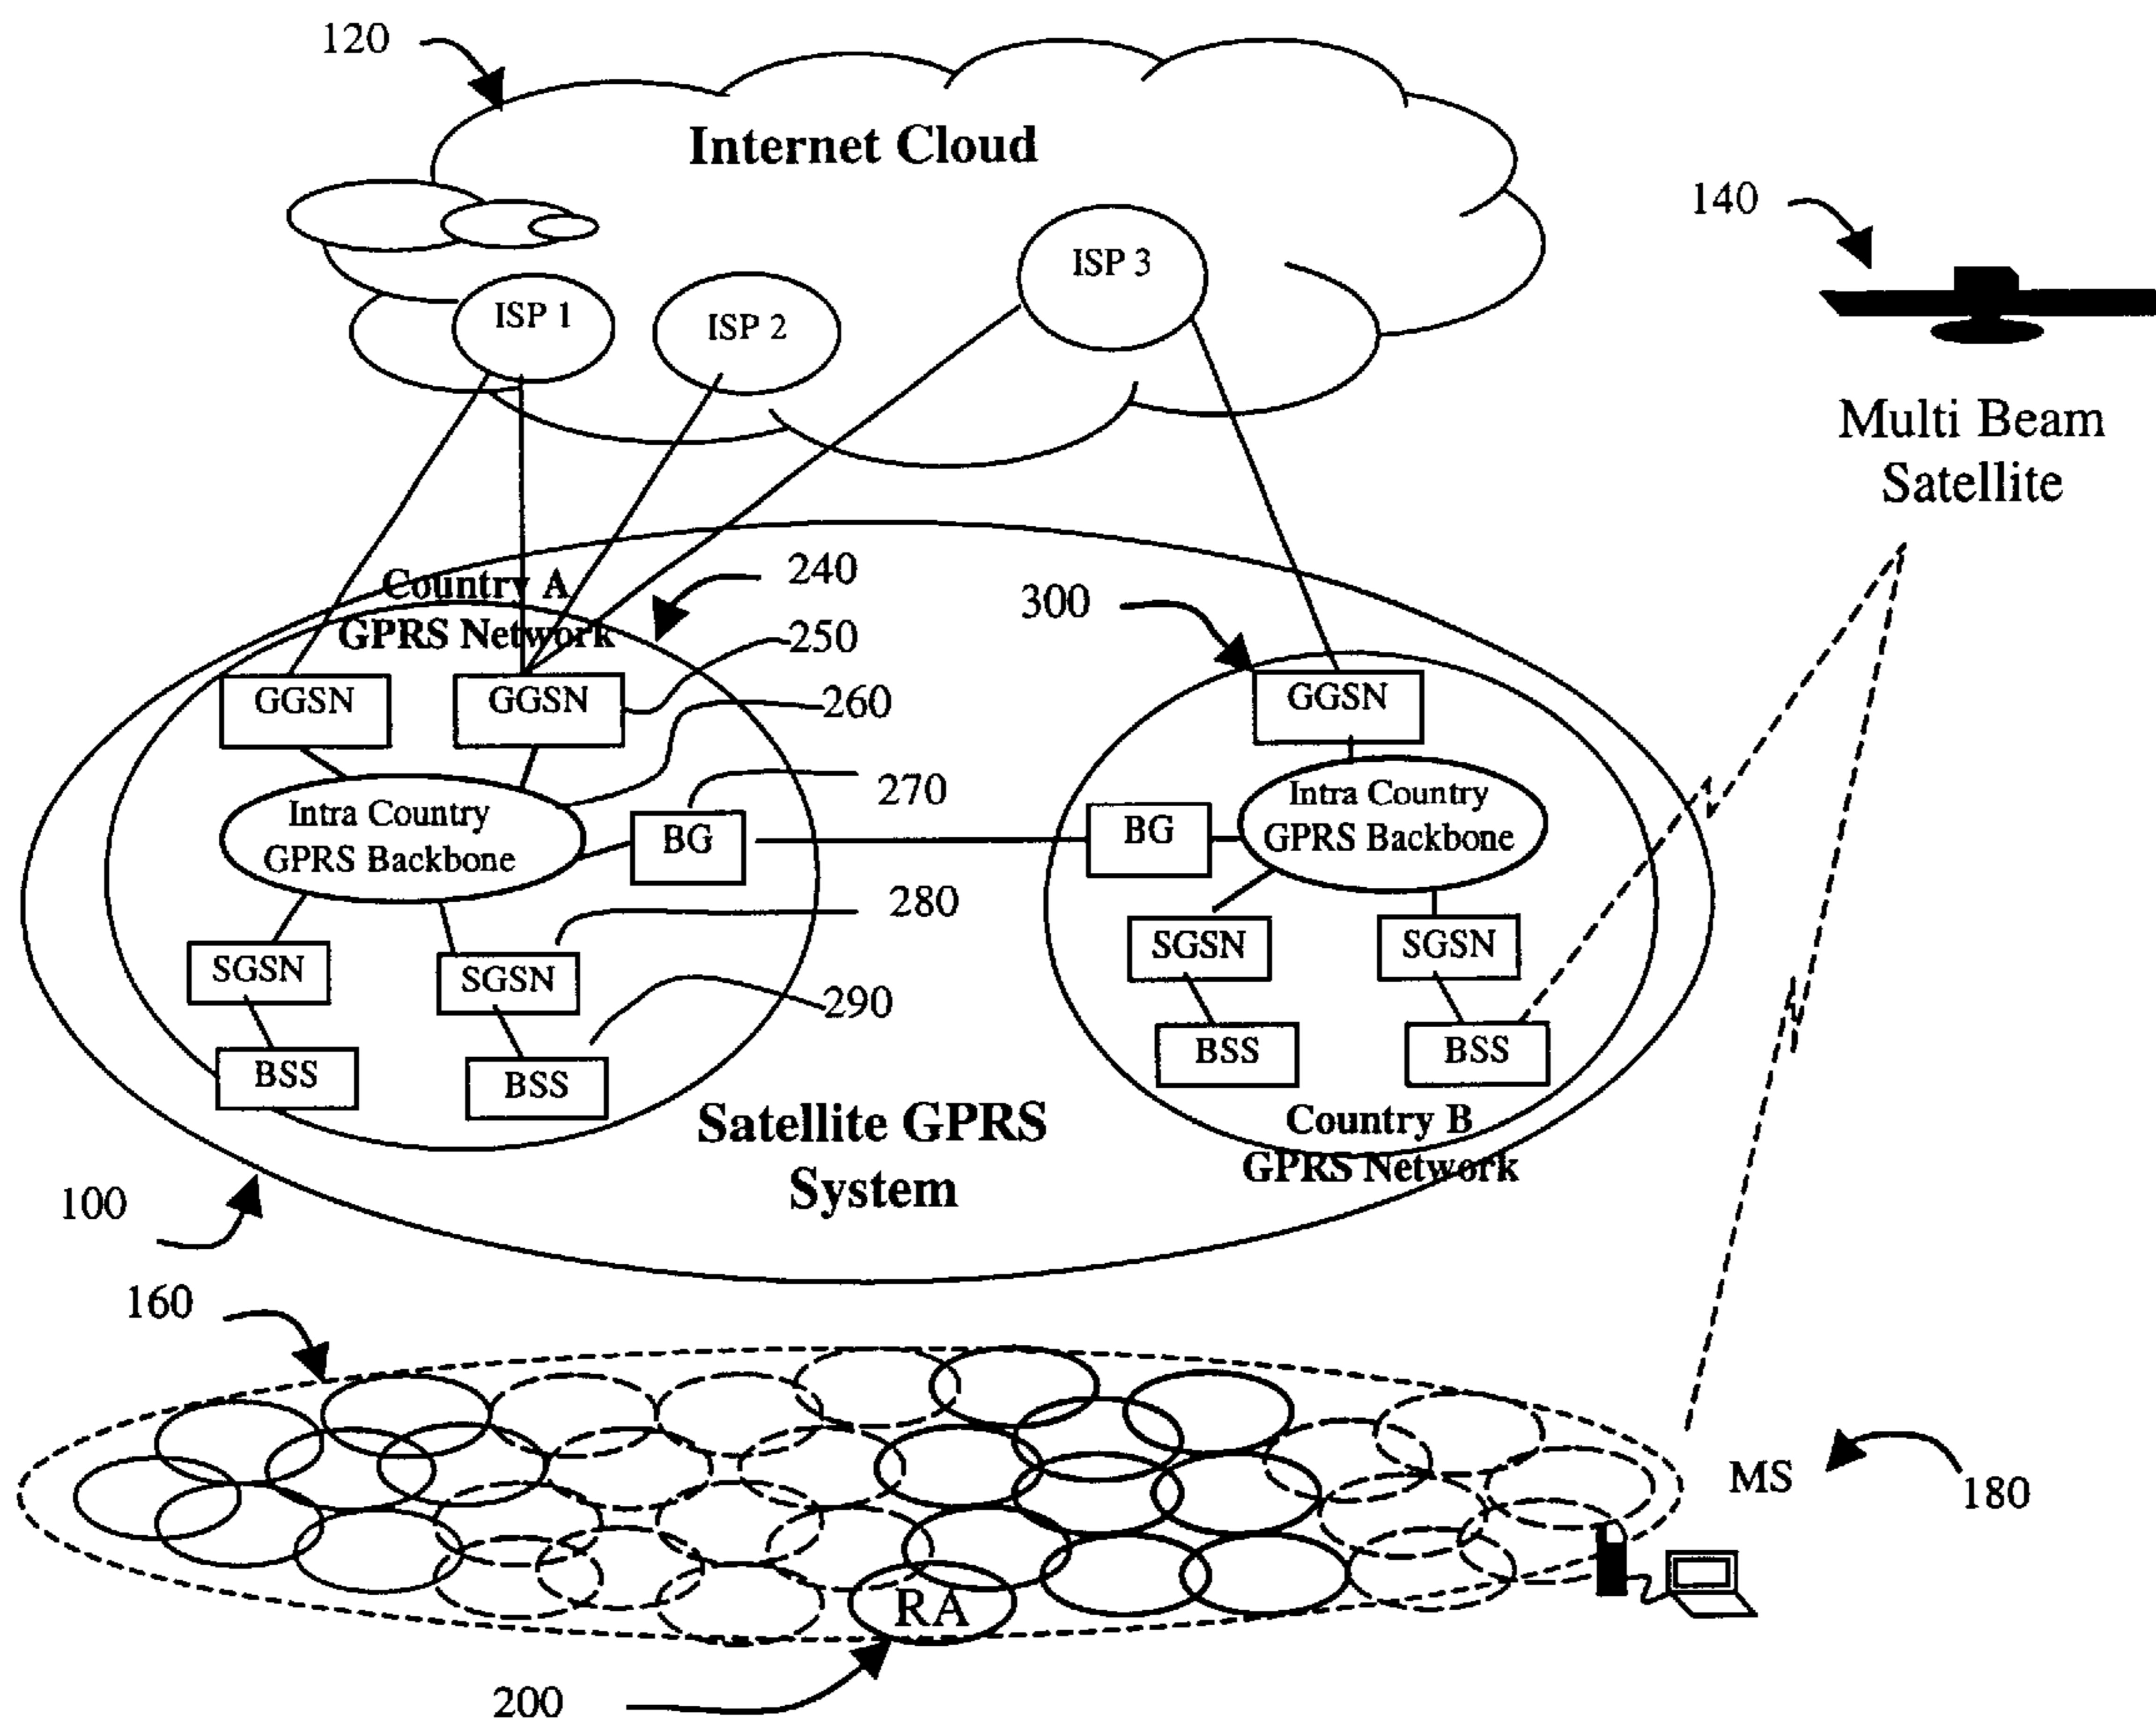 120
Internet Cloud
140
ISP 3
ISP 1
ISP 2
Multi Beam
Satellite
Country A
GPRS Network
240
300
250
GGSN
GGSN
260
GGSN
270
Intra Country
GPRS Backbone
BG
BG
Intra Country
GPRS Backbone
280
SGSN
SGSN
SGSN
SGSN
290
BSS
BSS
BSS
BSS
Satellite GPRS
System
Country B
GPRS Network
100
160
MS
180
RA
200